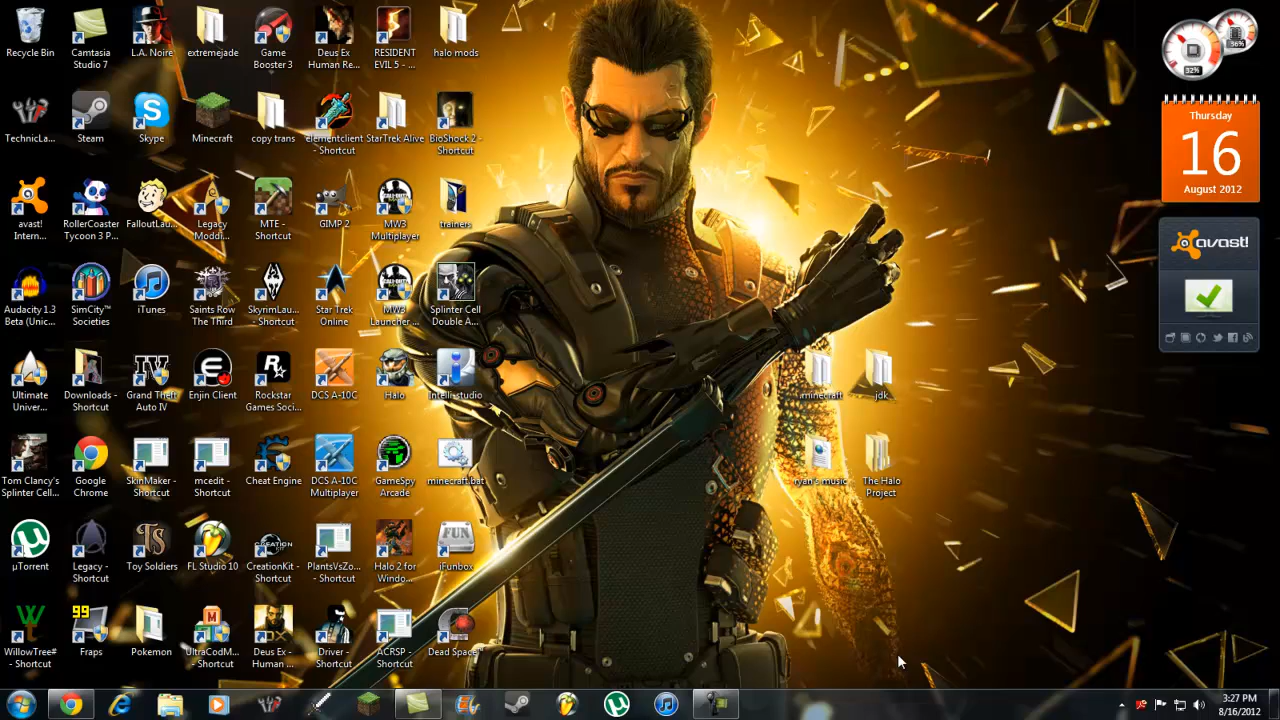 Recycle Bin
Camtasia
Studio 7
L.A. Noire
extremejade
Game
Booster 3
Deus Ex
Human Re...
RESIDENT
EVIL 5 - ...
halo mods
TechnicLa...
Steam
Skype
Minecraft
copy trans
elementclient
- Shortcut
StarTrek Alive
BioShock 2 -
Shortcut
avast!
Intern...
RollerCoaster
Tycoon 3 P...
FalloutLau...
Legacy
Moddi...
MTE -
Shortcut
GIMP 2
MW3
Multiplayer
trainers
Audacity 1.3
Beta (Unic...
SimCity™
Societies
iTunes
Saints Row
The Third
SkyrimLau...
- Shortcut
Star Trek
Online
MW3
Launcher ...
Splinter Cell
Double A...
Ultimate
Univer...
Downloads -
Shortcut
Grand Theft
Auto IV
Enjin Client
Rockstar
Games Soci...
DCS A-10C
Halo
Intelli-studio
.minecraft
jdk
Tom Clancy's
Splinter Cell...
Google
Chrome
SkinMaker -
Shortcut
mcedit -
Shortcut
Cheat Engine
DCS A-10C
Multiplayer
GameSpy
Arcade
minecraft.bat
ryan's music
The Halo
Project
µTorrent
Legacy -
Shortcut
Toy Soldiers
FL Studio 10
CreationKit -
Shortcut
PlantsVsZo...
- Shortcut
Halo 2 for
Windo...
iFunbox
WillowTree#
- Shortcut
Fraps
Pokemon
UltraCodM...
- Shortcut
Deus Ex -
Human ...
Driver -
Shortcut
ACRSP -
Shortcut
Dead Space™
99
FUN
CREATION
32%
36%
Thursday
16
August 2012
avast!
3:27 PM
8/16/2012